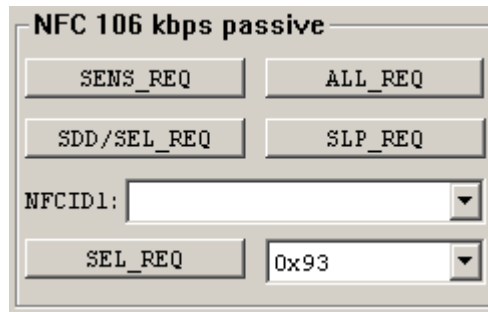 NFC 106 kbps passive
SENS_REQ ALL_REQ
SDD/SEL_REQ SLP_REQ
NFCID1:
SEL_REQ 0x93